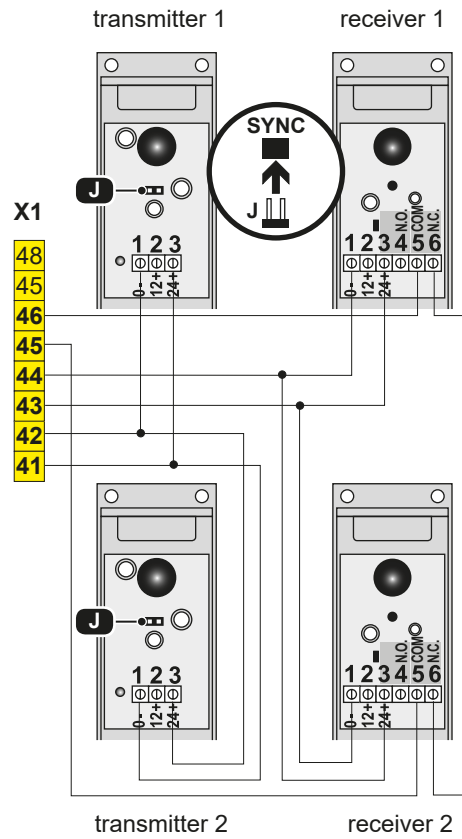 transmitter 1
receiver 1
SYNC
J
J
X1
48
45
46
45
44
43
42
41
1 2 3
0-
12+
24+
1 2 3 4 5 6
0-
12+
24+
N.O.
COM
N.C.
J
1 2 3
0-
12+
24+
1 2 3 4 5 6
0-
12+
24+
N.O.
COM
N.C.
transmitter 2
receiver 2